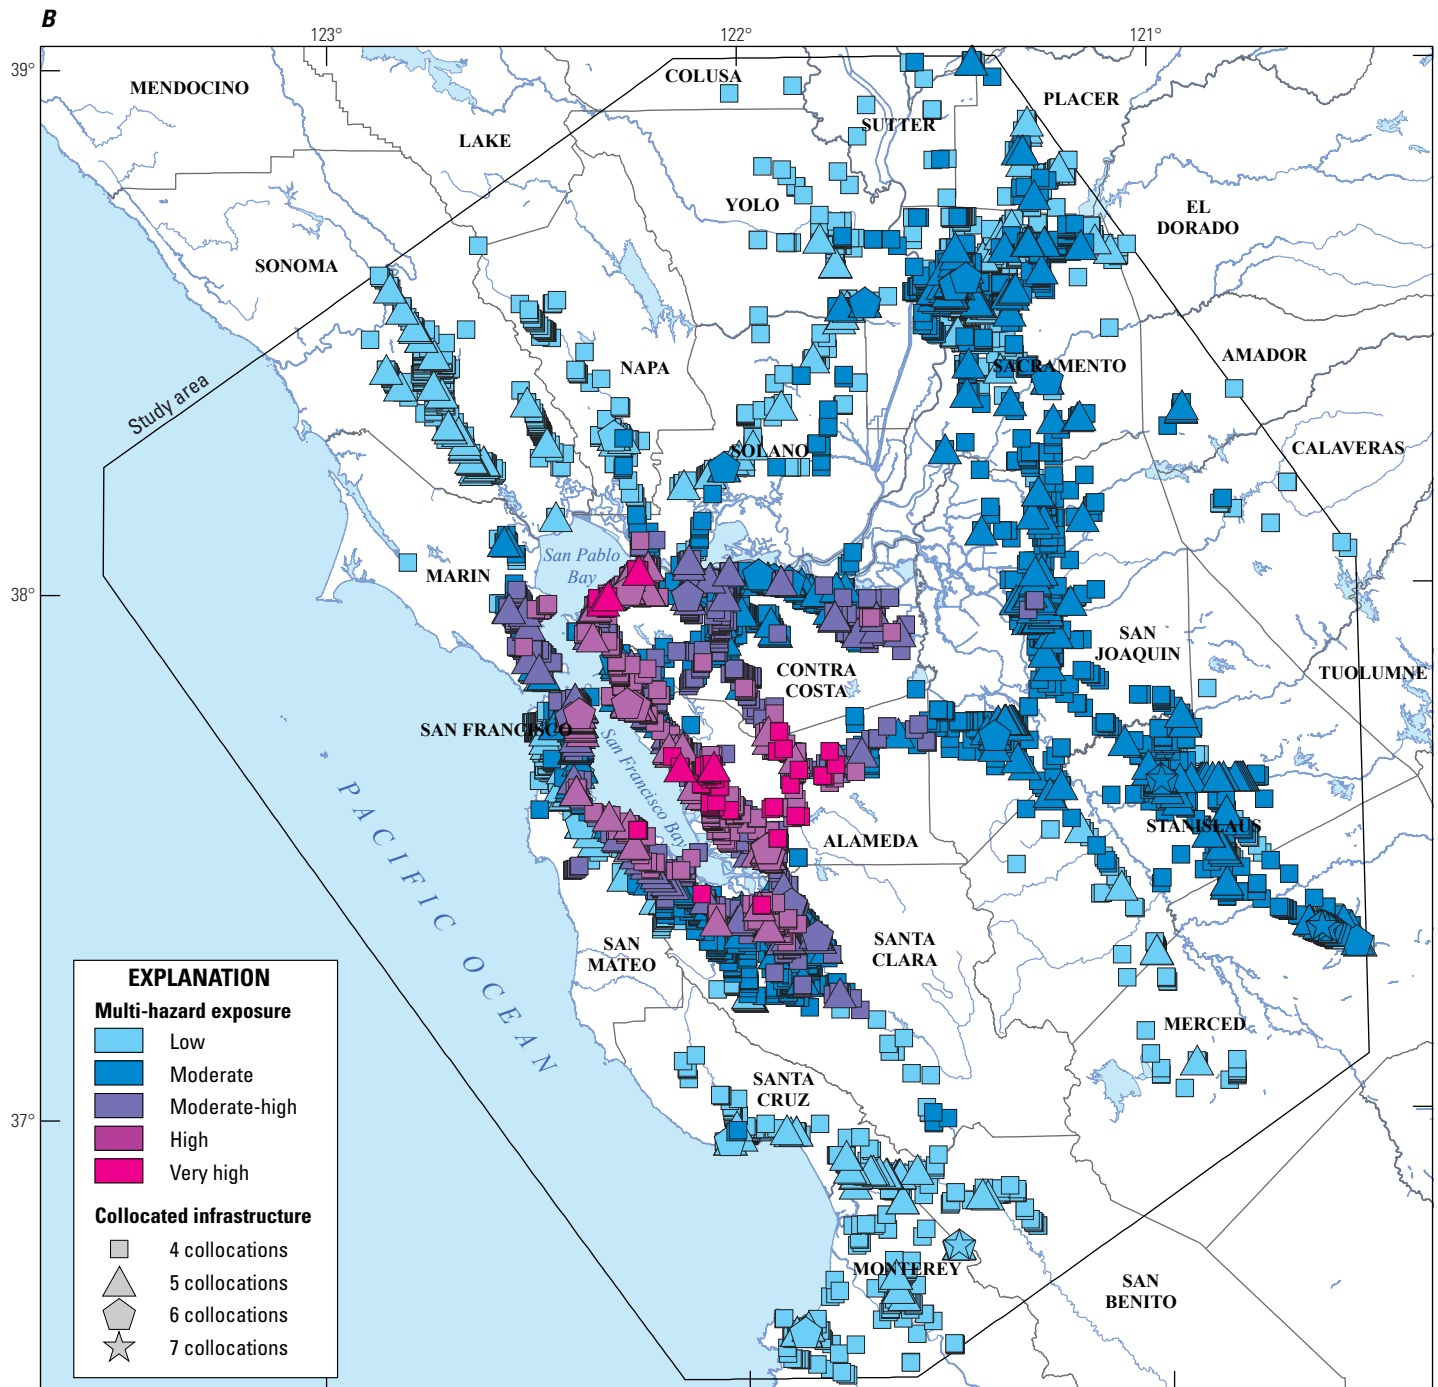 B
123°
122°
121°
39°
38°
37°
MENDOCINO
COLUSA
LAKE
SUTTER
PLACER
YOLO
EL
DORADO
SONOMA
NAPA
SACRAMENTO
AMADOR
Study area
SOLANO
CALAVERAS
San Pablo
Bay
MARIN
CONTRA
COSTA
SAN
JOAQUIN
TUOLUMNE
SAN FRANCISCO
San Francisco Bay
PACIFIC OCEAN
ALAMEDA
STANISLAUS
SAN
MATEO
SANTA
CLARA
MERCED
SANTA
CRUZ
MONTEREY
SAN
BENITO
EXPLANATION
Multi-hazard exposure
Low
Moderate
Moderate-high
High
Very high
Collocated infrastructure
4 collocations
5 collocations
6 collocations
7 collocations